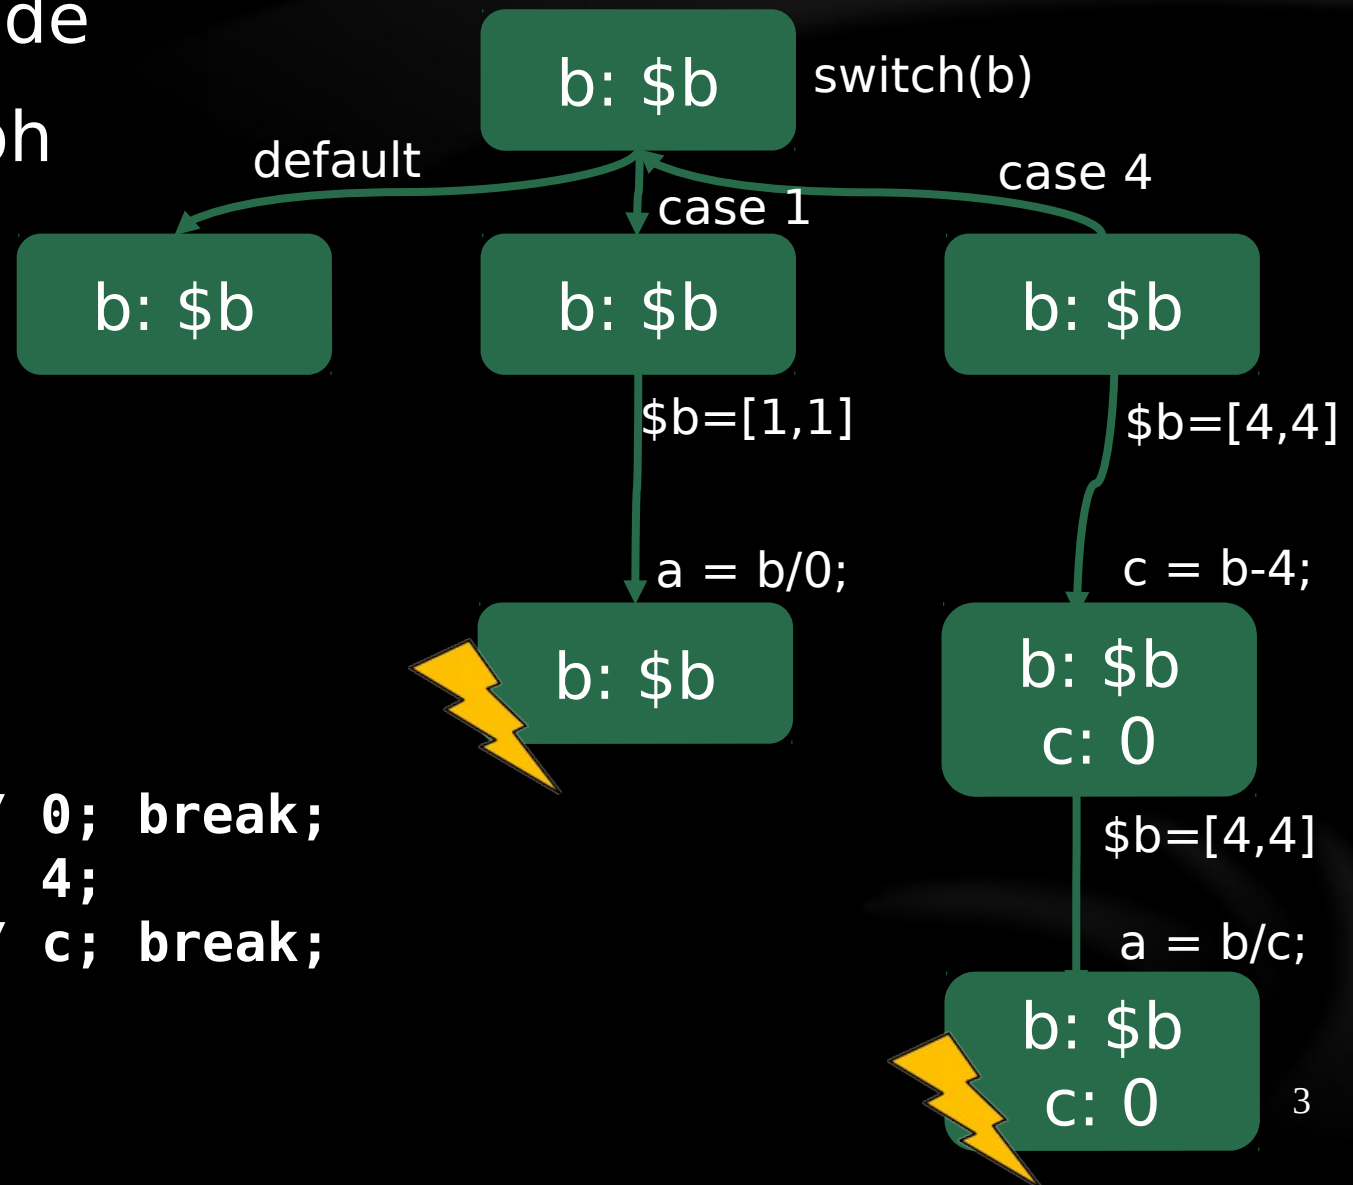 de
ph
b: $b
switch(b)
default
case 1
case 4
b: $b
b: $b
b: $b
$b=[1,1]
$b=[4,4]
a = b/0;
c = b-4;
b: $b
b: $b
c: 0
/ 0; break;
4;
/ c; break;
$b=[4,4]
a = b/c;
b: $b
c: 0
3